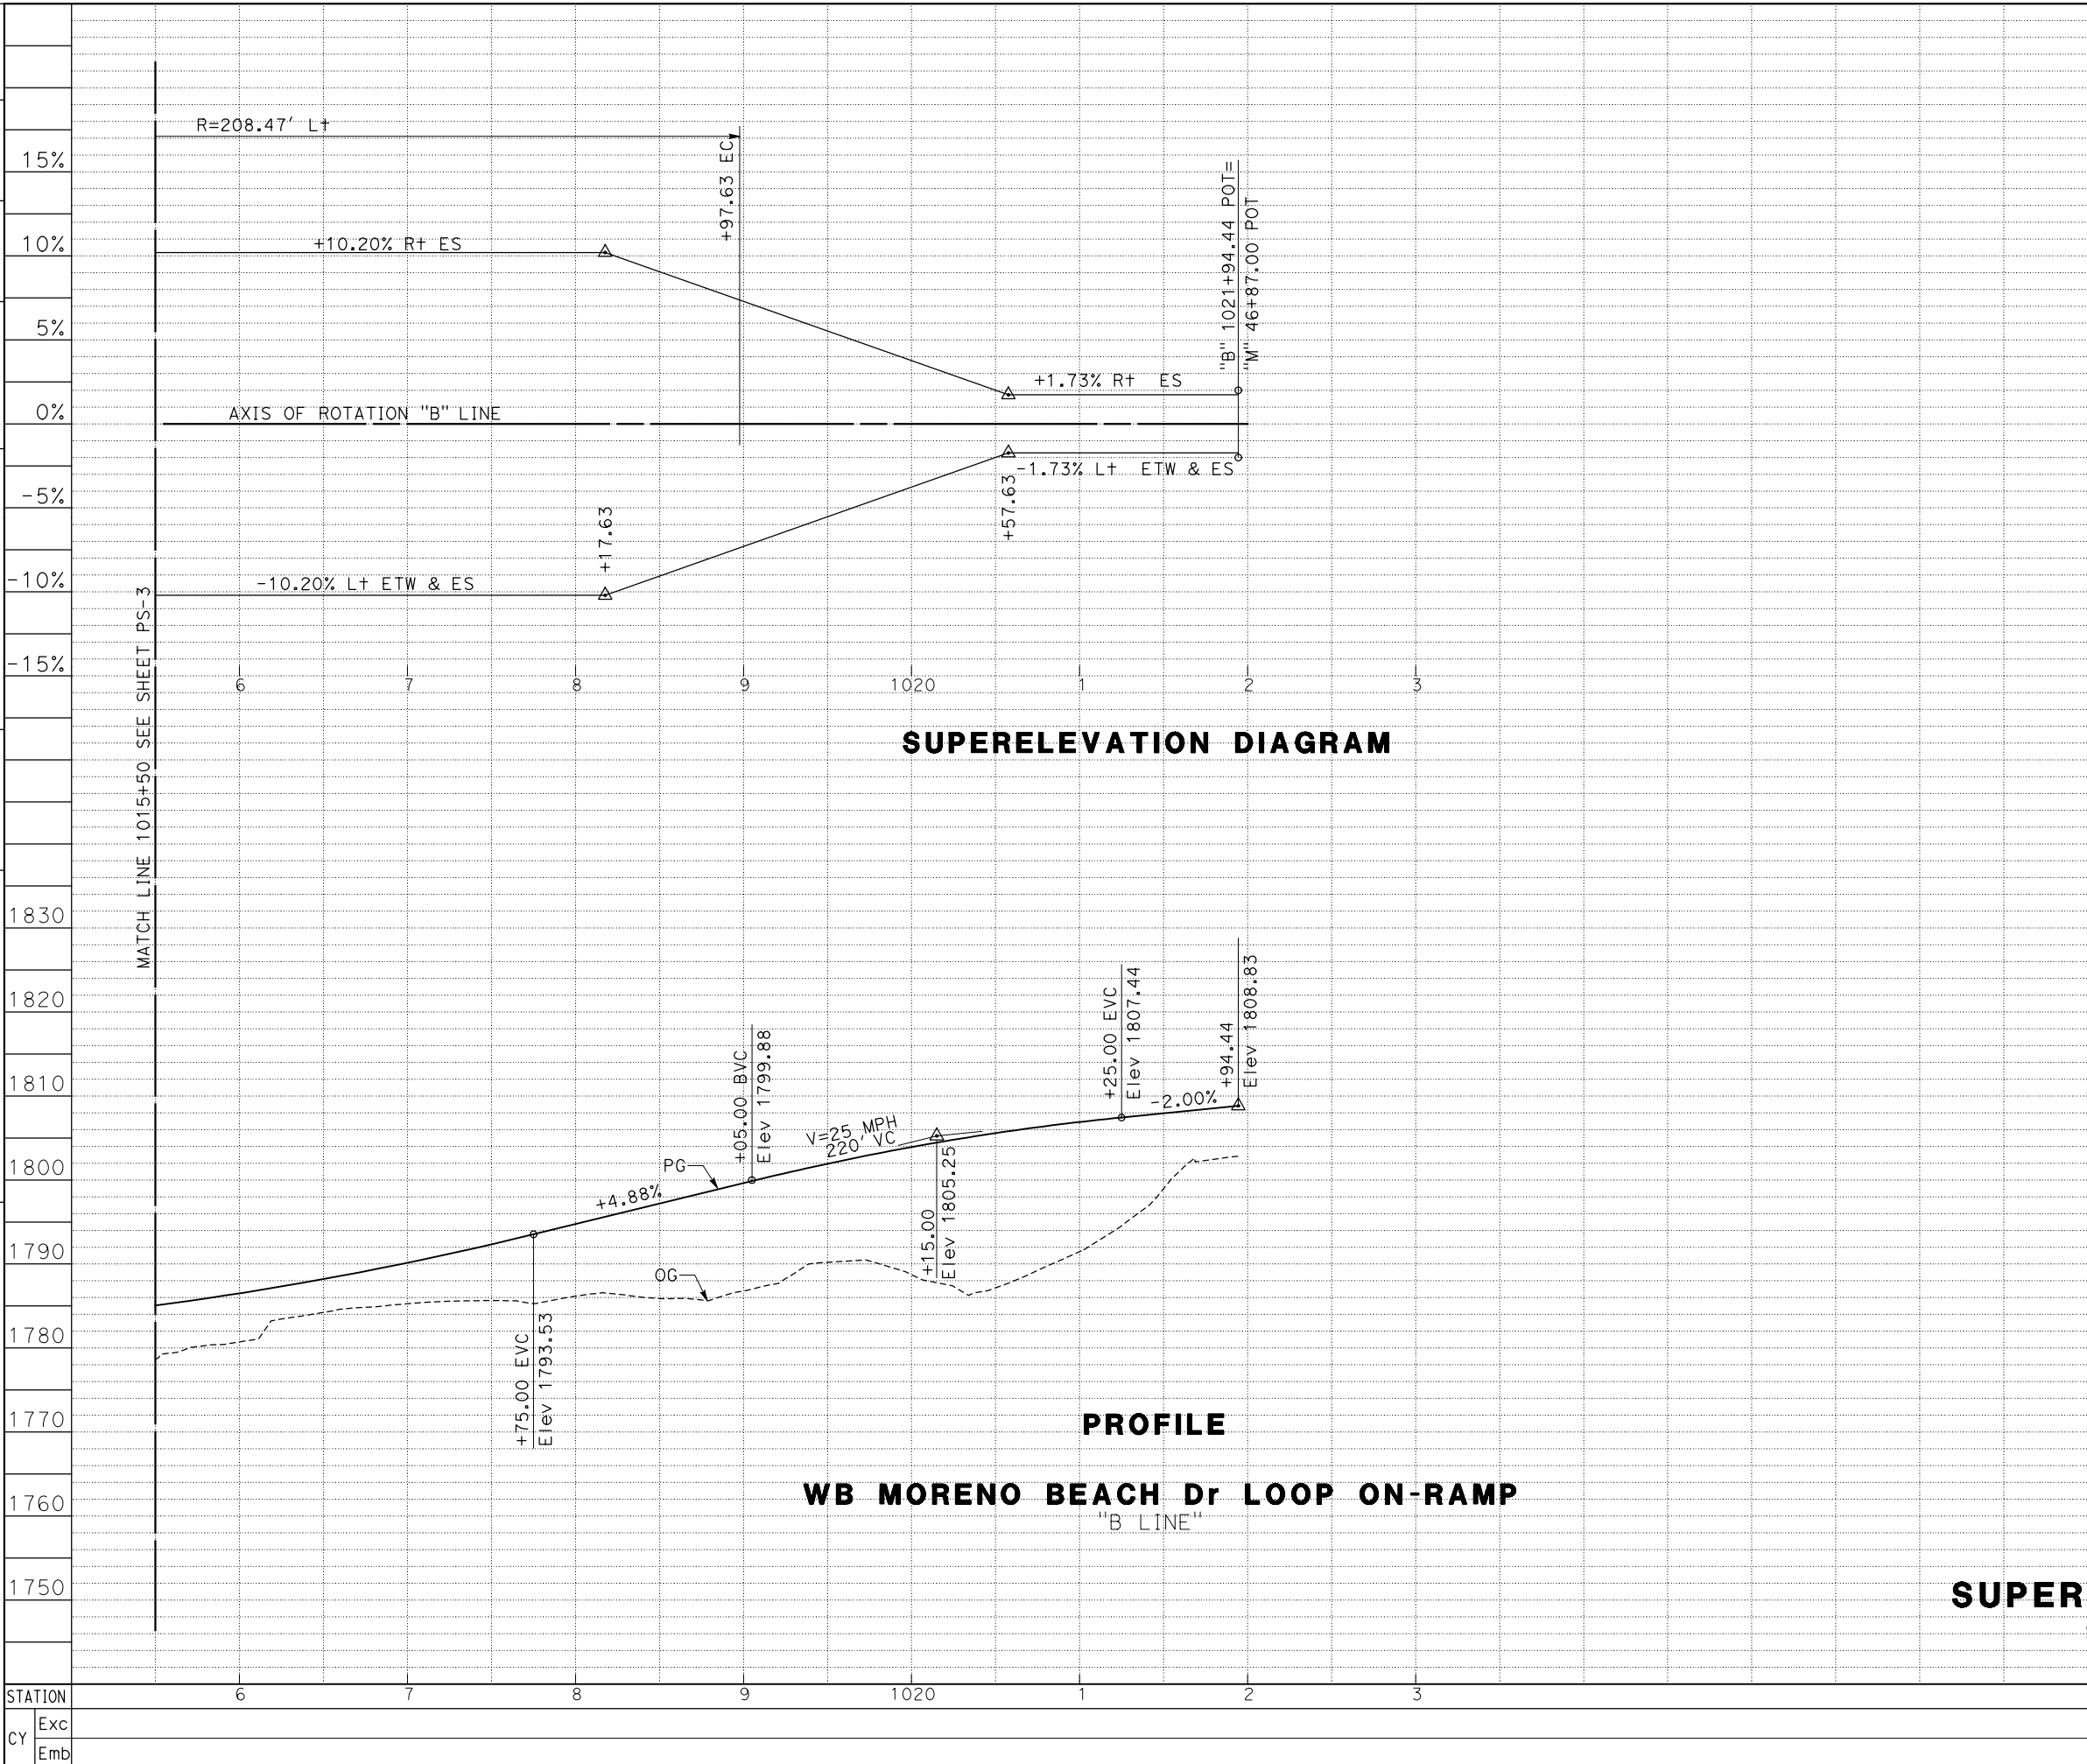 R=208.47' Lt
+97.63 EC
"B" 1021+94.44 POT=
"M" 46+87.00 POT
15%
10%
5%
0%
-5%
-10%
-15%
+10.20% Rt ES
+1.73% Rt ES
AXIS OF ROTATION "B" LINE
-1.73% Lt ETW & ES
+17.63
+57.63
-10.20% Lt ETW & ES
MATCH LINE 1015+50 SEE SHEET PS-3
6 7 8 9 1020 1 2 3
SUPERELEVATION DIAGRAM
1830
1820
1810
1800
1790
1780
1770
1760
1750
+05.00 BVC
Elev 1799.88
+25.00 EVC
Elev 1807.44
+94.44
Elev 1808.83
-2.00%
V=25 MPH
220' VC
PG
+4.88%
+15.00
Elev 1805.25
OG
+75.00 EVC
Elev 1793.53
PROFILE
WB MORENO BEACH Dr LOOP ON-RAMP
"B LINE"
SUPER
STATION 6 7 8 9 1020 1 2 3
CY Exc
Emb